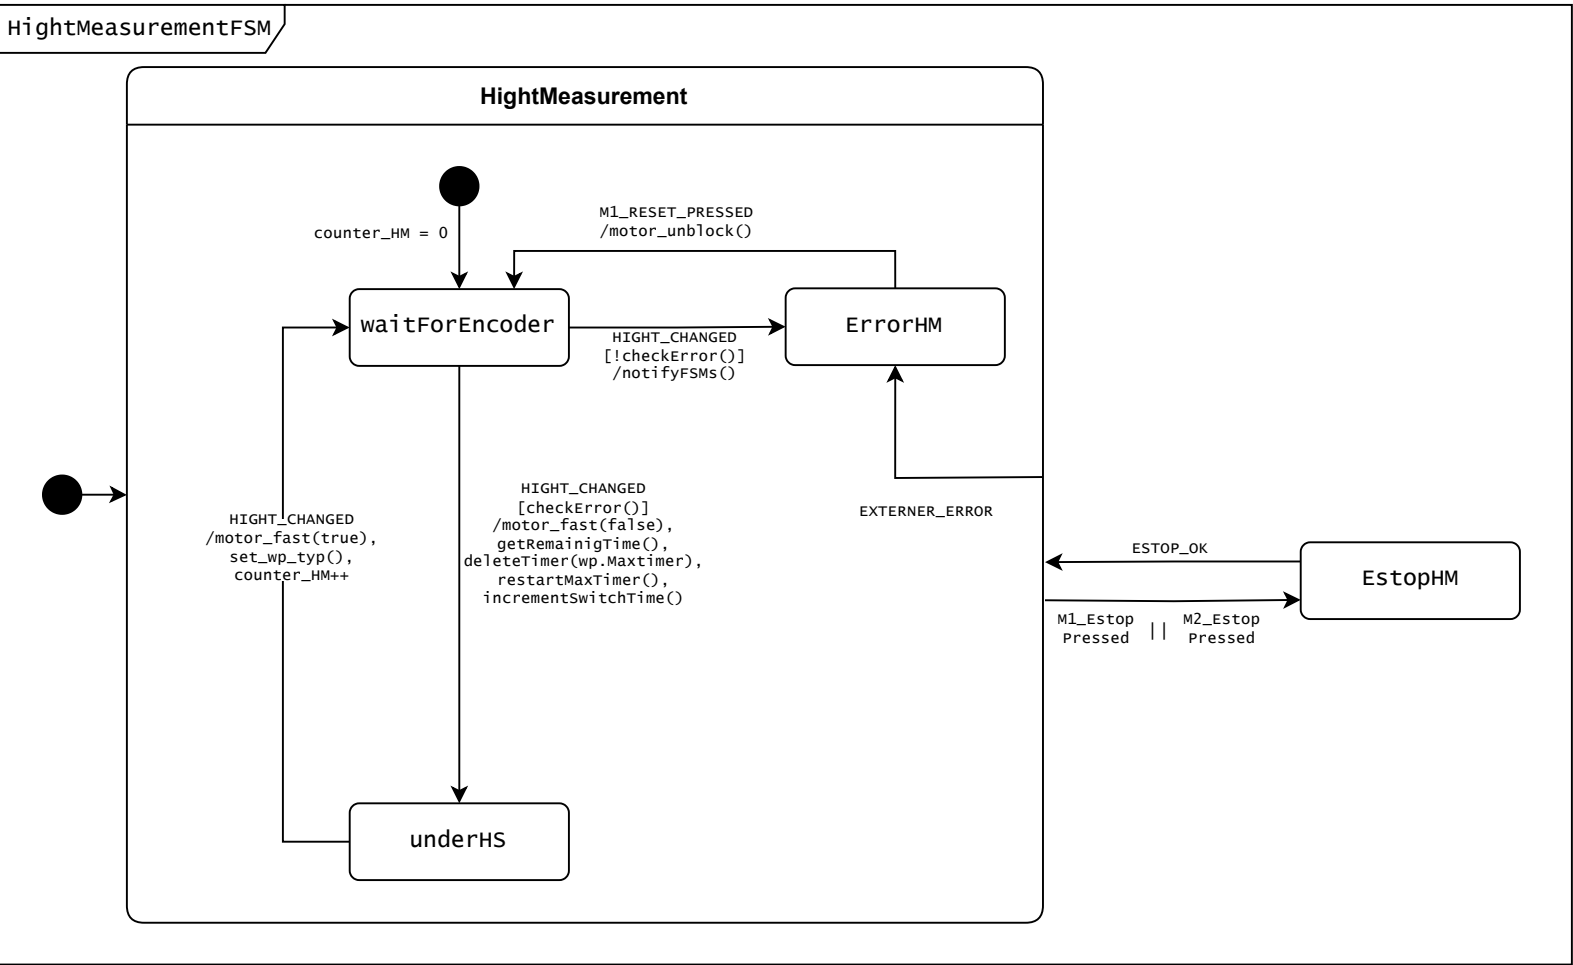 HightMeasurementFSM
HightMeasurement
counter_HM = 0
M1_RESET_PRESSED
/motor_unblock()
waitForEncoder
ErrorHM
HIGHT_CHANGED
[!checkError()]
/notifyFSMs()
HIGHT_CHANGED
[checkError()]
/motor_fast(false),
getRemainigTime(),
deleteTimer(wp.Maxtimer),
restartMaxTimer(),
incrementSwitchTime()
HIGHT_CHANGED
/motor_fast(true),
set_wp_typ(),
counter_HM++
EXTERNER_ERROR
ESTOP_OK
EstopHM
M1_Estop
Pressed
||
M2_Estop
Pressed
underHS